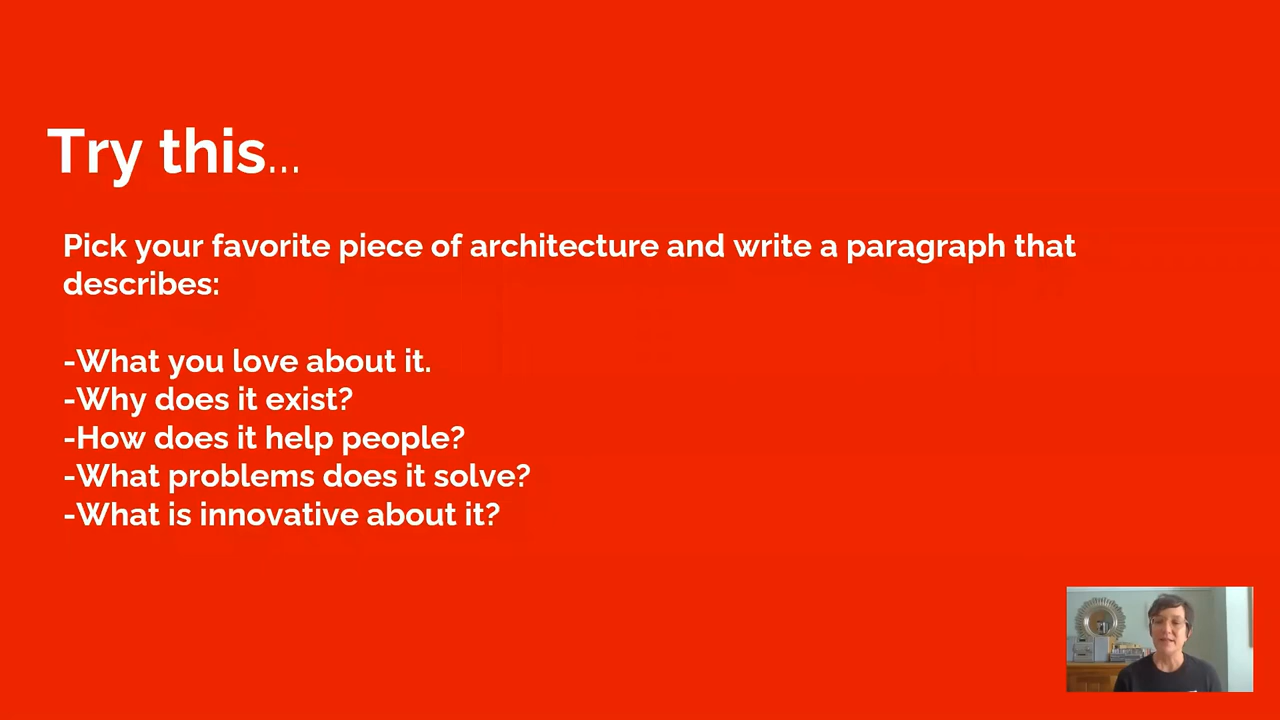 Try this...
Pick your favorite piece of architecture and write a paragraph that
describes:
-What you love about it.
-Why does it exist?
-How does it help people?
-What problems does it solve?
-What is innovative about it?